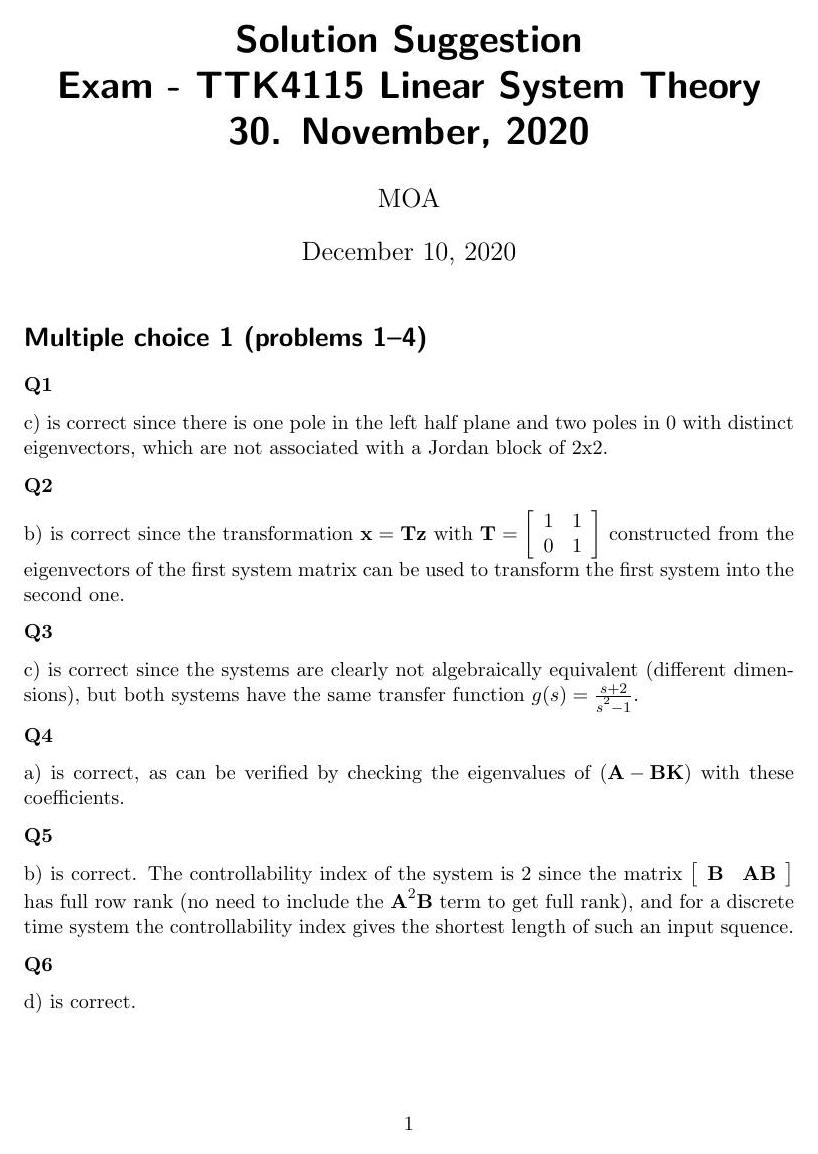 Solution Suggestion
Exam - TTK4115 Linear System Theory
30. November, 2020
MOA
December 10, 2020
Multiple choice 1 (problems 1–4)
Q1
c) is correct since there is one pole in the left half plane and two poles in 0 with distinct
eigenvectors, which are not associated with a Jordan block of 2x2.
Q2
b) is correct since the transformation x = Tz with T = [ 1 1 ; 0 1 ] constructed from the
eigenvectors of the first system matrix can be used to transform the first system into the
second one.
Q3
c) is correct since the systems are clearly not algebraically equivalent (different dimen-
sions), but both systems have the same transfer function g(s) = (s+2)/(s²−1).
Q4
a) is correct, as can be verified by checking the eigenvalues of (A − BK) with these
coefficients.
Q5
b) is correct. The controllability index of the system is 2 since the matrix [ B AB ]
has full row rank (no need to include the A²B term to get full rank), and for a discrete
time system the controllability index gives the shortest length of such an input squence.
Q6
d) is correct.
1